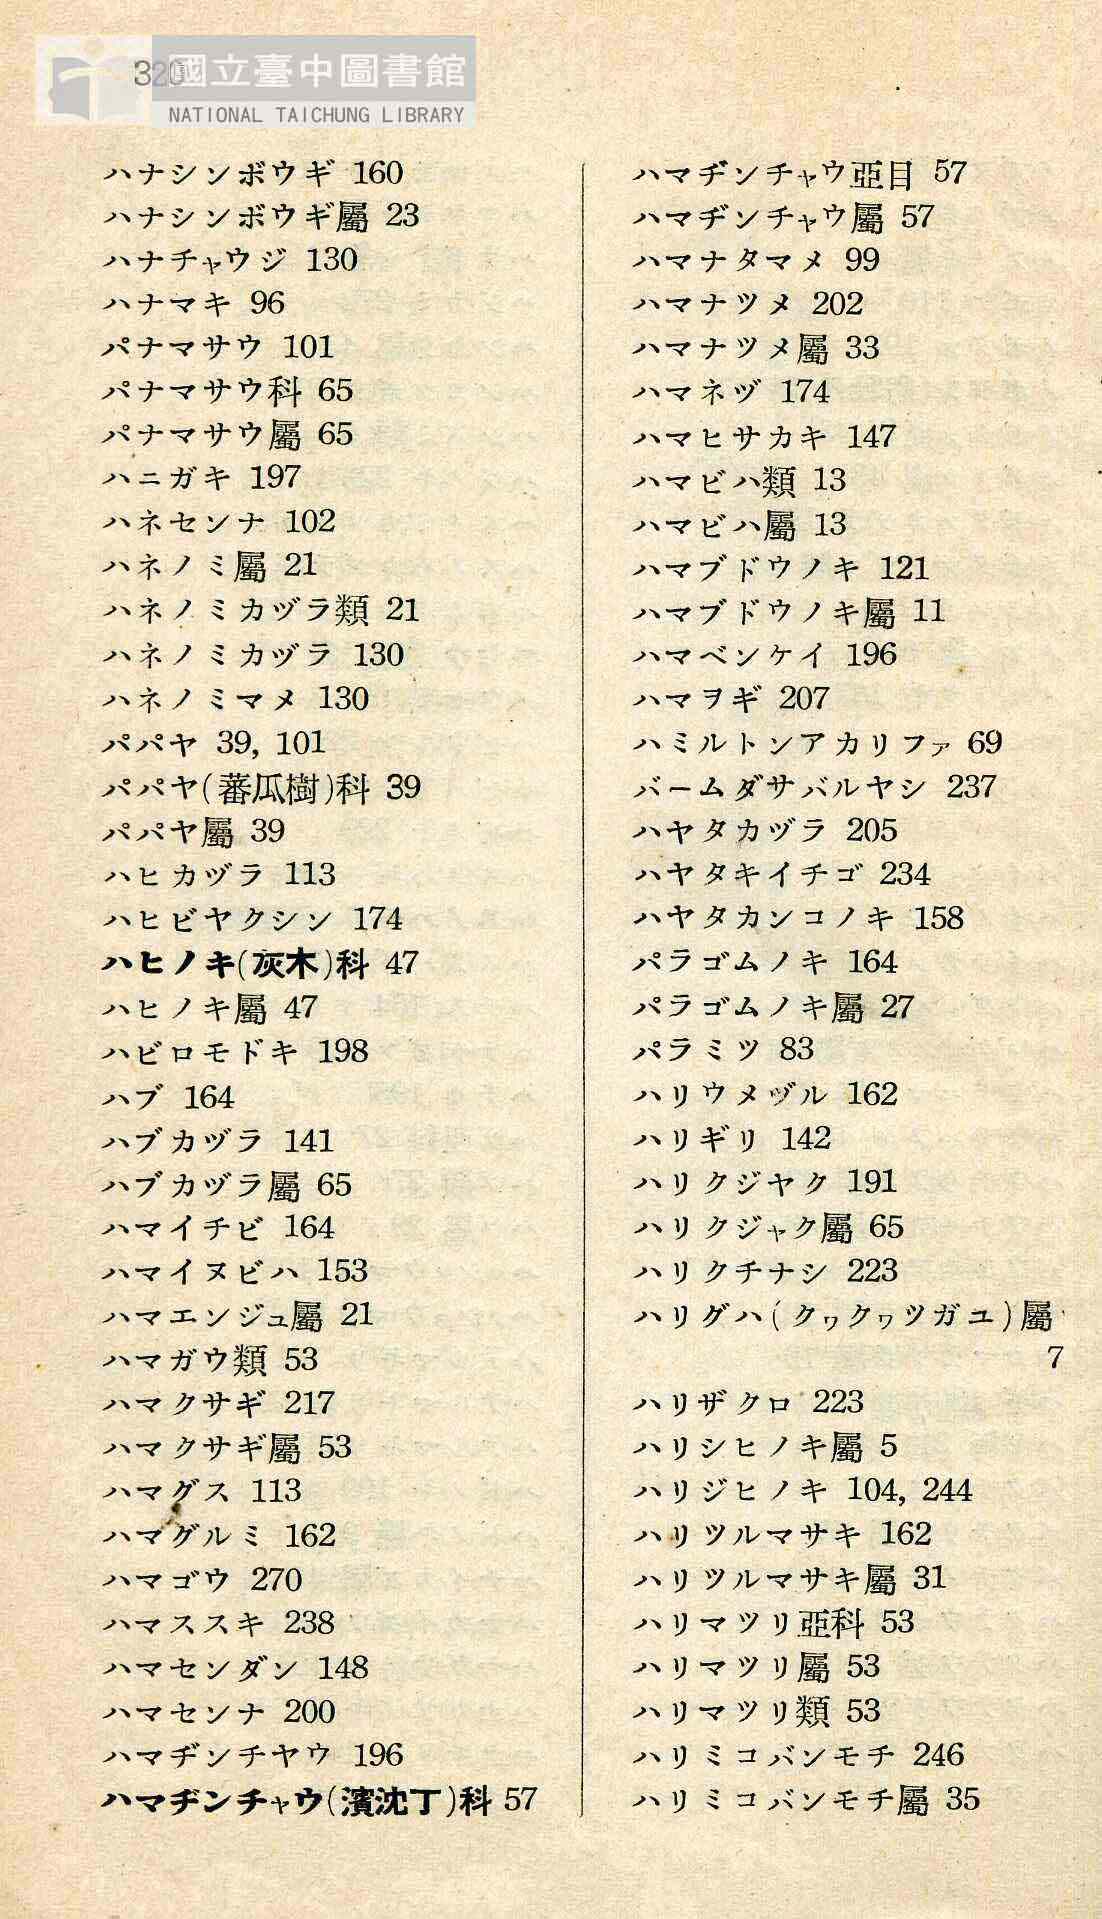 320
國立臺中圖書館
NATIONAL TAICHUNG LIBRARY
ハナシンボウギ 160
ハナシンボウギ屬 23
ハナチャウジ 130
ハナマキ 96
パナマサウ 101
パナマサウ科 65
パナマサウ屬 65
ハニガキ 197
ハネセンナ 102
ハネノミ屬 21
ハネノミカヅラ類 21
ハネノミカヅラ 130
ハネノミマメ 130
パパヤ 39, 101
パパヤ(蕃瓜樹)科 39
パパヤ屬 39
ハヒカヅラ 113
ハヒビヤクシン 174
ハヒノキ(灰木)科 47
ハヒノキ屬 47
ハビロモドキ 198
ハブ 164
ハブカヅラ 141
ハブカヅラ屬 65
ハマイチビ 164
ハマイヌビハ 153
ハマエンジュ屬 21
ハマガウ類 53
ハマクサギ 217
ハマクサギ屬 53
ハマグス 113
ハマグルミ 162
ハマゴウ 270
ハマススキ 238
ハマセンダン 148
ハマセンナ 200
ハマヂンチヤウ 196
ハマヂンチャウ(濱沈丁)科 57
ハマヂンチャウ亞目 57
ハマヂンチャウ屬 57
ハマナタマメ 99
ハマナツメ 202
ハマナツメ屬 33
ハマネヅ 174
ハマヒサカキ 147
ハマビハ類 13
ハマビハ屬 13
ハマブドウノキ 121
ハマブドウノキ屬 11
ハマベンケイ 196
ハマヲギ 207
ハミルトンアカリファ 69
バームダサバルヤシ 237
ハヤタカヅラ 205
ハヤタキイチゴ 234
ハヤタカンコノキ 158
パラゴムノキ 164
パラゴムノキ屬 27
パラミツ 83
ハリウメヅル 162
ハリギリ 142
ハリクジヤク 191
ハリクジャク屬 65
ハリクチナシ 223
ハリグハ(クヮクヮツガユ)屬
7
ハリザクロ 223
ハリシヒノキ屬 5
ハリジヒノキ 104, 244
ハリツルマサキ 162
ハリツルマサキ屬 31
ハリマツリ亞科 53
ハリマツリ屬 53
ハリマツリ類 53
ハリミコバンモチ 246
ハリミコバンモチ屬 35